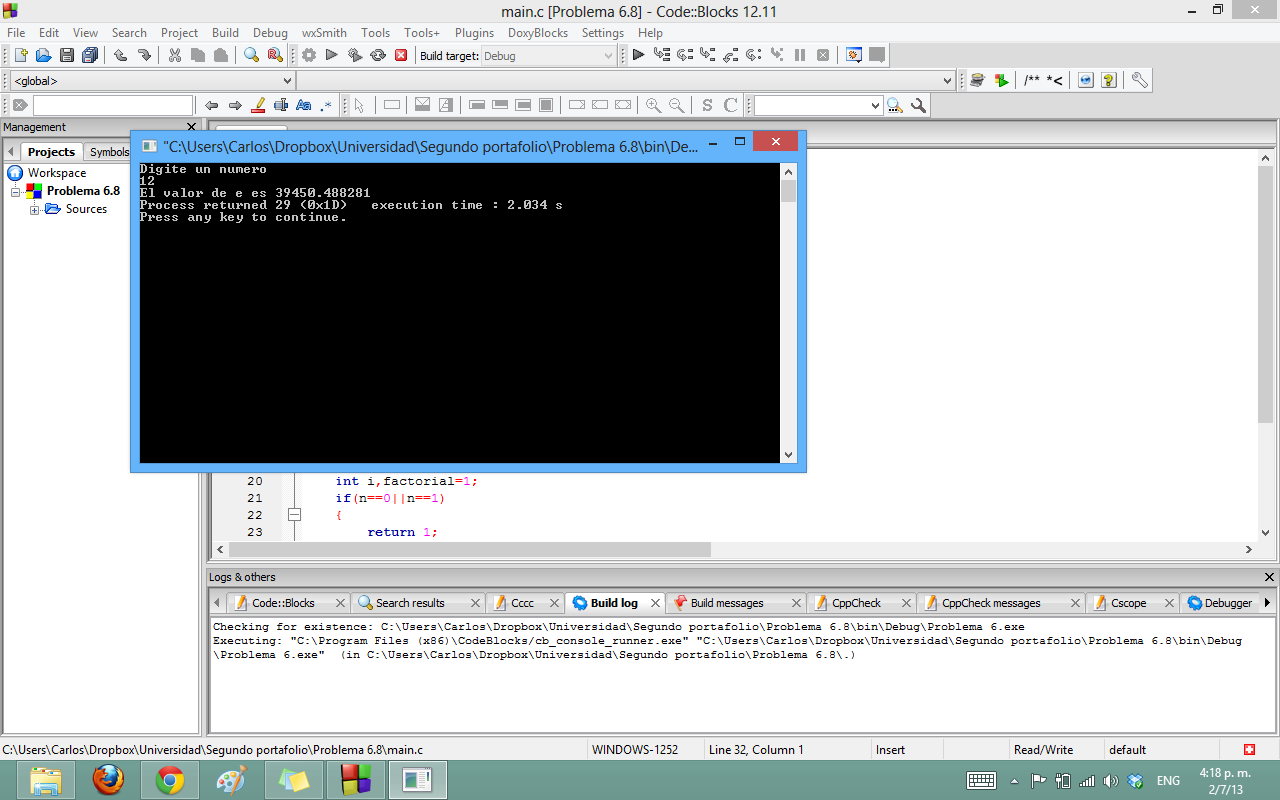 main.c [Problema 6.8] - Code::Blocks 12.11
File Edit View Search Project Build Debug wxSmith Tools Tools+ Plugins DoxyBlocks Settings Help
Build target: Debug
<global>
/** *<
Aa .*
S C
Management
Projects Symbols
Workspace
Problema 6.8
Sources
"C:\Users\Carlos\Dropbox\Universidad\Segundo portafolio\Problema 6.8\bin\De...
Digite un numero
12
El valor de e es 39450.488281
Process returned 29 (0x1D)   execution time : 2.034 s
Press any key to continue.
20 int i,factorial=1;
21 if(n==0||n==1)
22 {
23 return 1;
Logs & others
Code::Blocks Search results Cccc Build log Build messages CppCheck CppCheck messages Cscope Debugger
Checking for existence: C:\Users\Carlos\Dropbox\Universidad\Segundo portafolio\Problema 6.8\bin\Debug\Problema 6.exe
Executing: "C:\Program Files (x86)\CodeBlocks/cb_console_runner.exe" "C:\Users\Carlos\Dropbox\Universidad\Segundo portafolio\Problema 6.8\bin\Debug
\Problema 6.exe"  (in C:\Users\Carlos\Dropbox\Universidad\Segundo portafolio\Problema 6.8\.)
C:\Users\Carlos\Dropbox\Universidad\Segundo portafolio\Problema 6.8\main.c WINDOWS-1252 Line 32, Column 1 Insert Read/Write default
ENG
4:18 p. m.
2/7/13